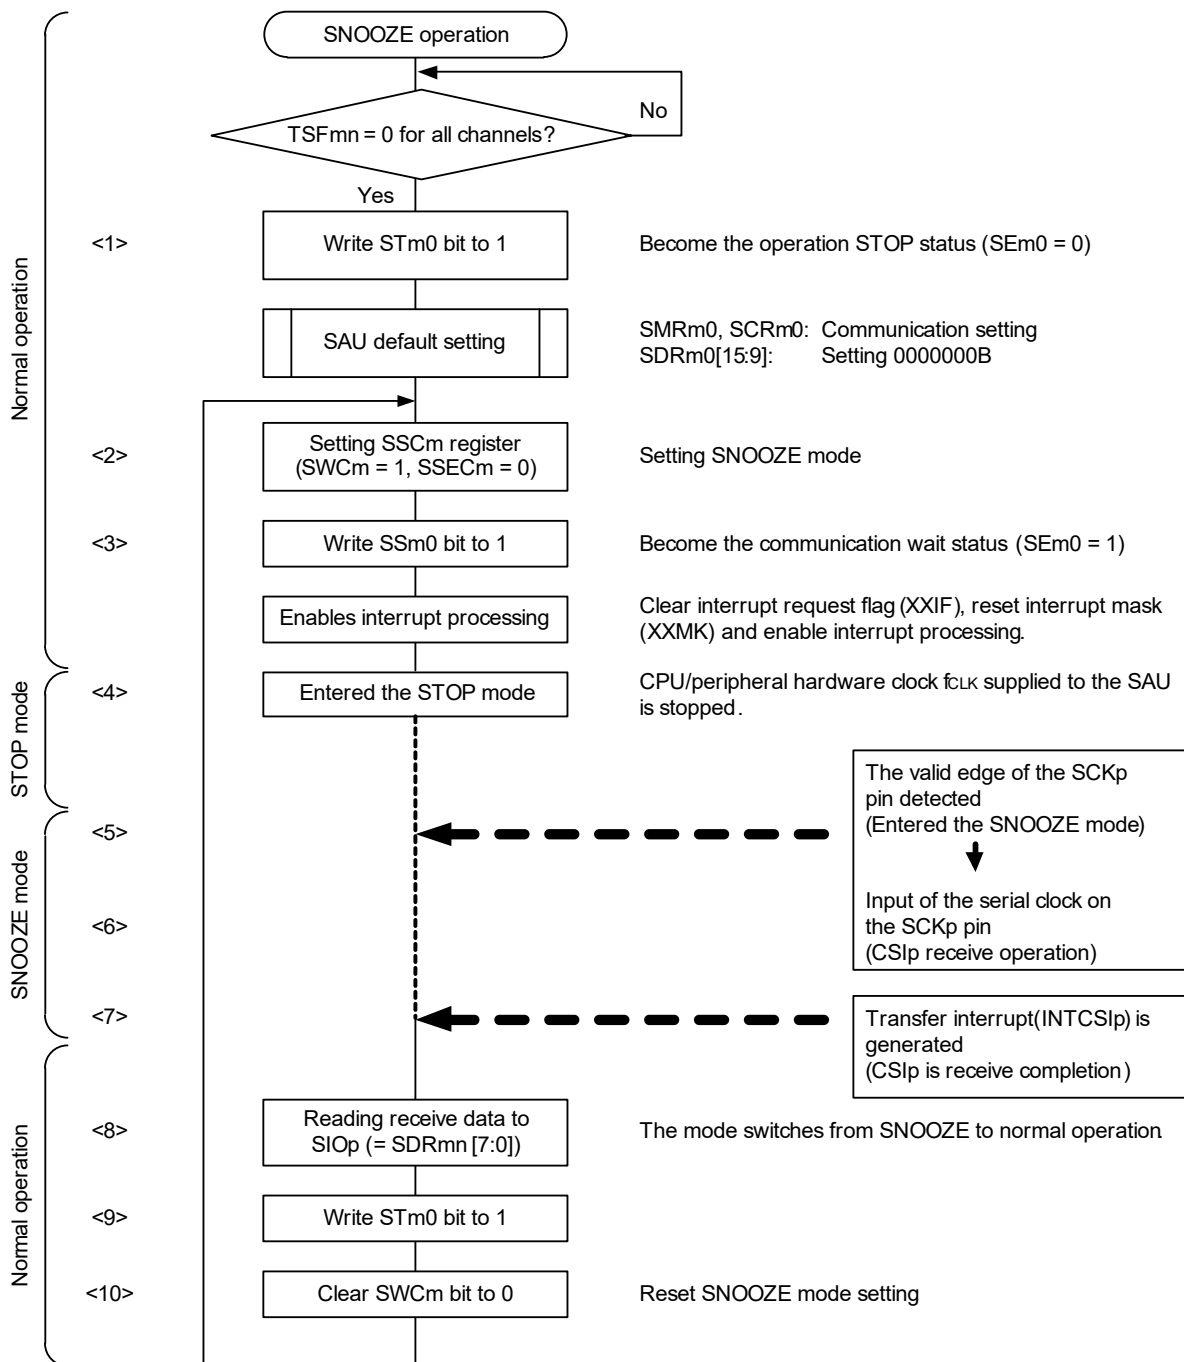 SNOOZE operation
No
TSFmn = 0 for all channels?
Yes
<1>
Write STm0 bit to 1
Become the operation STOP status (SEm0 = 0)
SAU default setting
SMRm0, SCRm0: Communication setting
SDRm0[15:9]: Setting 0000000B
Normal operation
<2>
Setting SSCm register
(SWCm = 1, SSECm = 0)
Setting SNOOZE mode
<3>
Write SSm0 bit to 1
Become the communication wait status (SEm0 = 1)
Enables interrupt processing
Clear interrupt request flag (XXIF), reset interrupt mask
(XXMK) and enable interrupt processing.
STOP mode
<4>
Entered the STOP mode
CPU/peripheral hardware clock fCLK supplied to the SAU
is stopped.
The valid edge of the SCKp
pin detected
(Entered the SNOOZE mode)
SNOOZE mode
<5>
<6>
Input of the serial clock on
the SCKp pin
(CSIp receive operation)
<7>
Transfer interrupt(INTCSIp) is
generated
(CSIp is receive completion)
Normal operation
<8>
Reading receive data to
SIOp (= SDRmn [7:0])
The mode switches from SNOOZE to normal operation.
<9>
Write STm0 bit to 1
<10>
Clear SWCm bit to 0
Reset SNOOZE mode setting